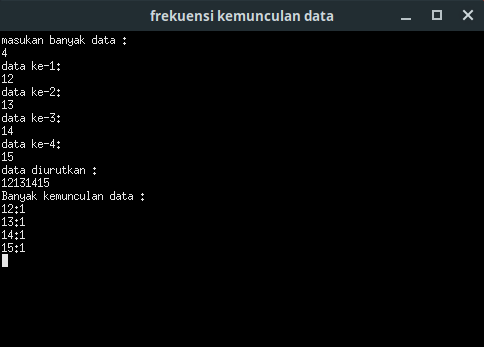 frekuensi kemunculan data
masukan banyak data :
4
data ke-1:
12
data ke-2:
13
data ke-3:
14
data ke-4:
15
data diurutkan :
12131415
Banyak kemunculan data :
12:1
13:1
14:1
15:1